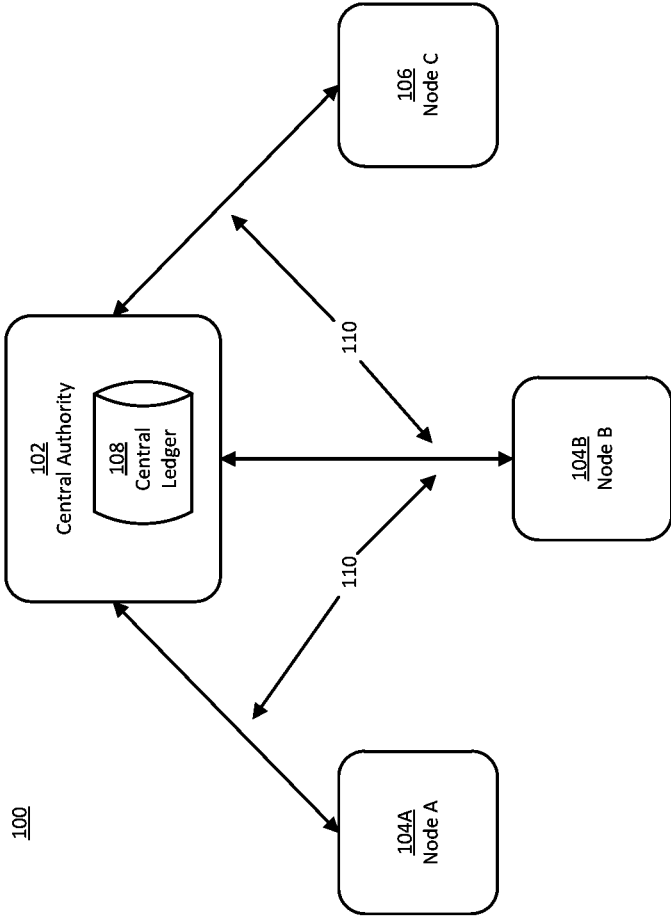 100
102
Central Authority
108
Central
Ledger
110
110
104A
Node A
104B
Node B
106
Node C